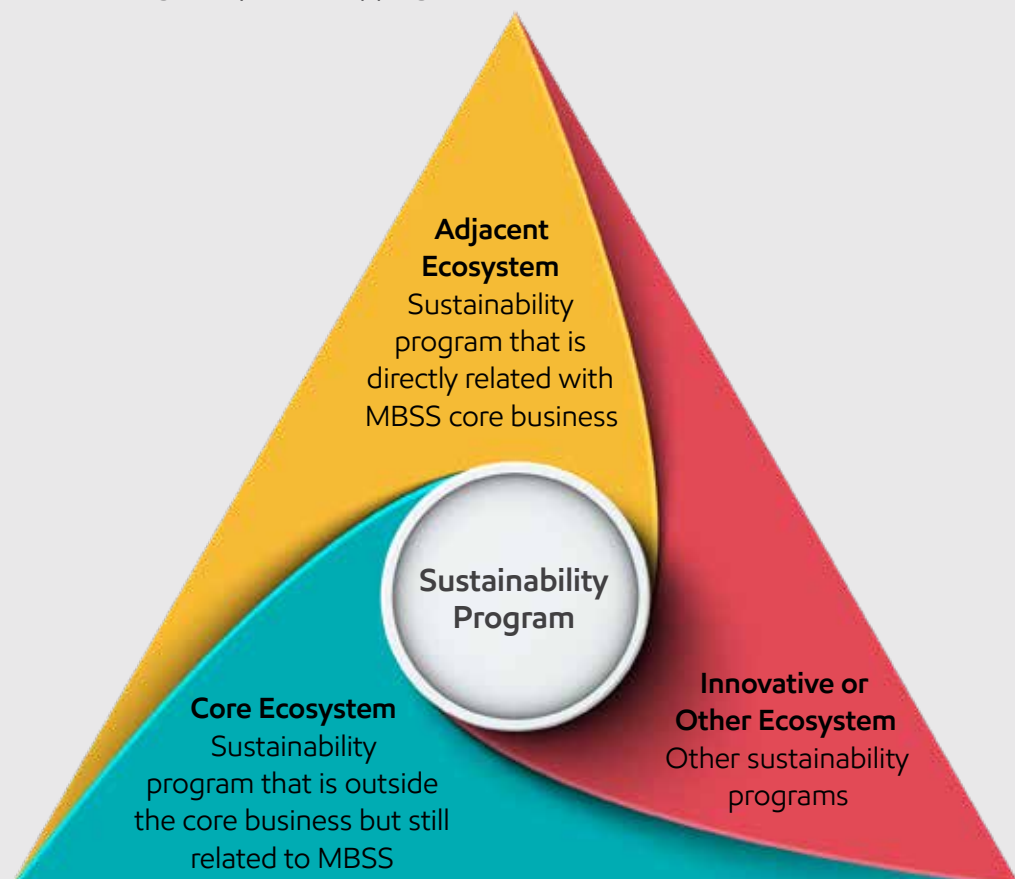 Adjacent
Ecosystem
Sustainability
program that is
directly related with
MBSS core business
Sustainability
Program
Core Ecosystem
Sustainability
program that is outside
the core business but still
related to MBSS
Innovative or
Other Ecosystem
Other sustainability
programs